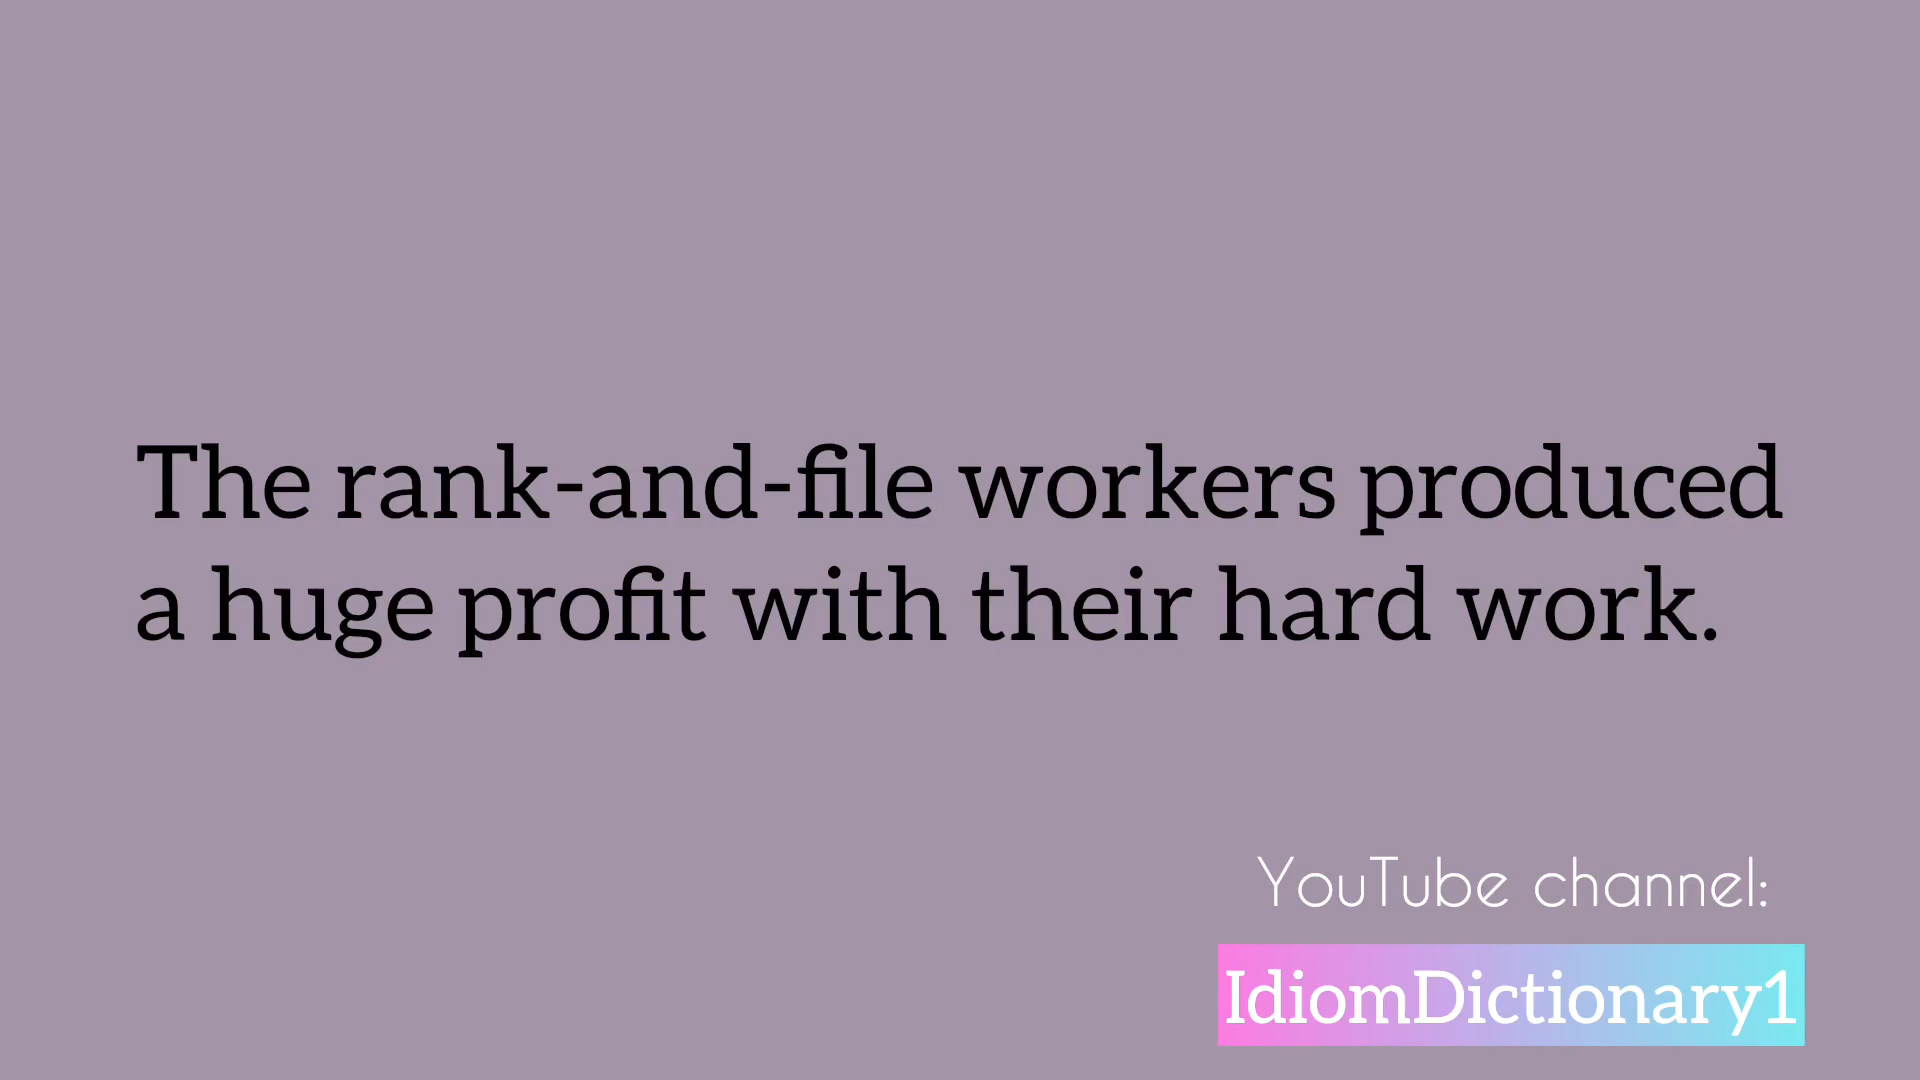 The rank-and-file workers produced
a huge profit with their hard work.
YouTube channel:
IdiomDictionary1